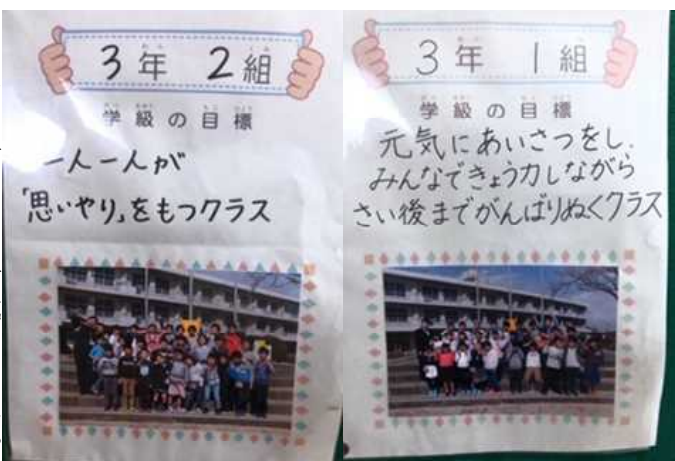 3年 2組
学級の目標
一人一人が
「思いやり」をもつクラス
3年 1組
学級の目標
元気にあいさつをし、
みんなできょう力しながら
さい後までがんばりぬくクラス